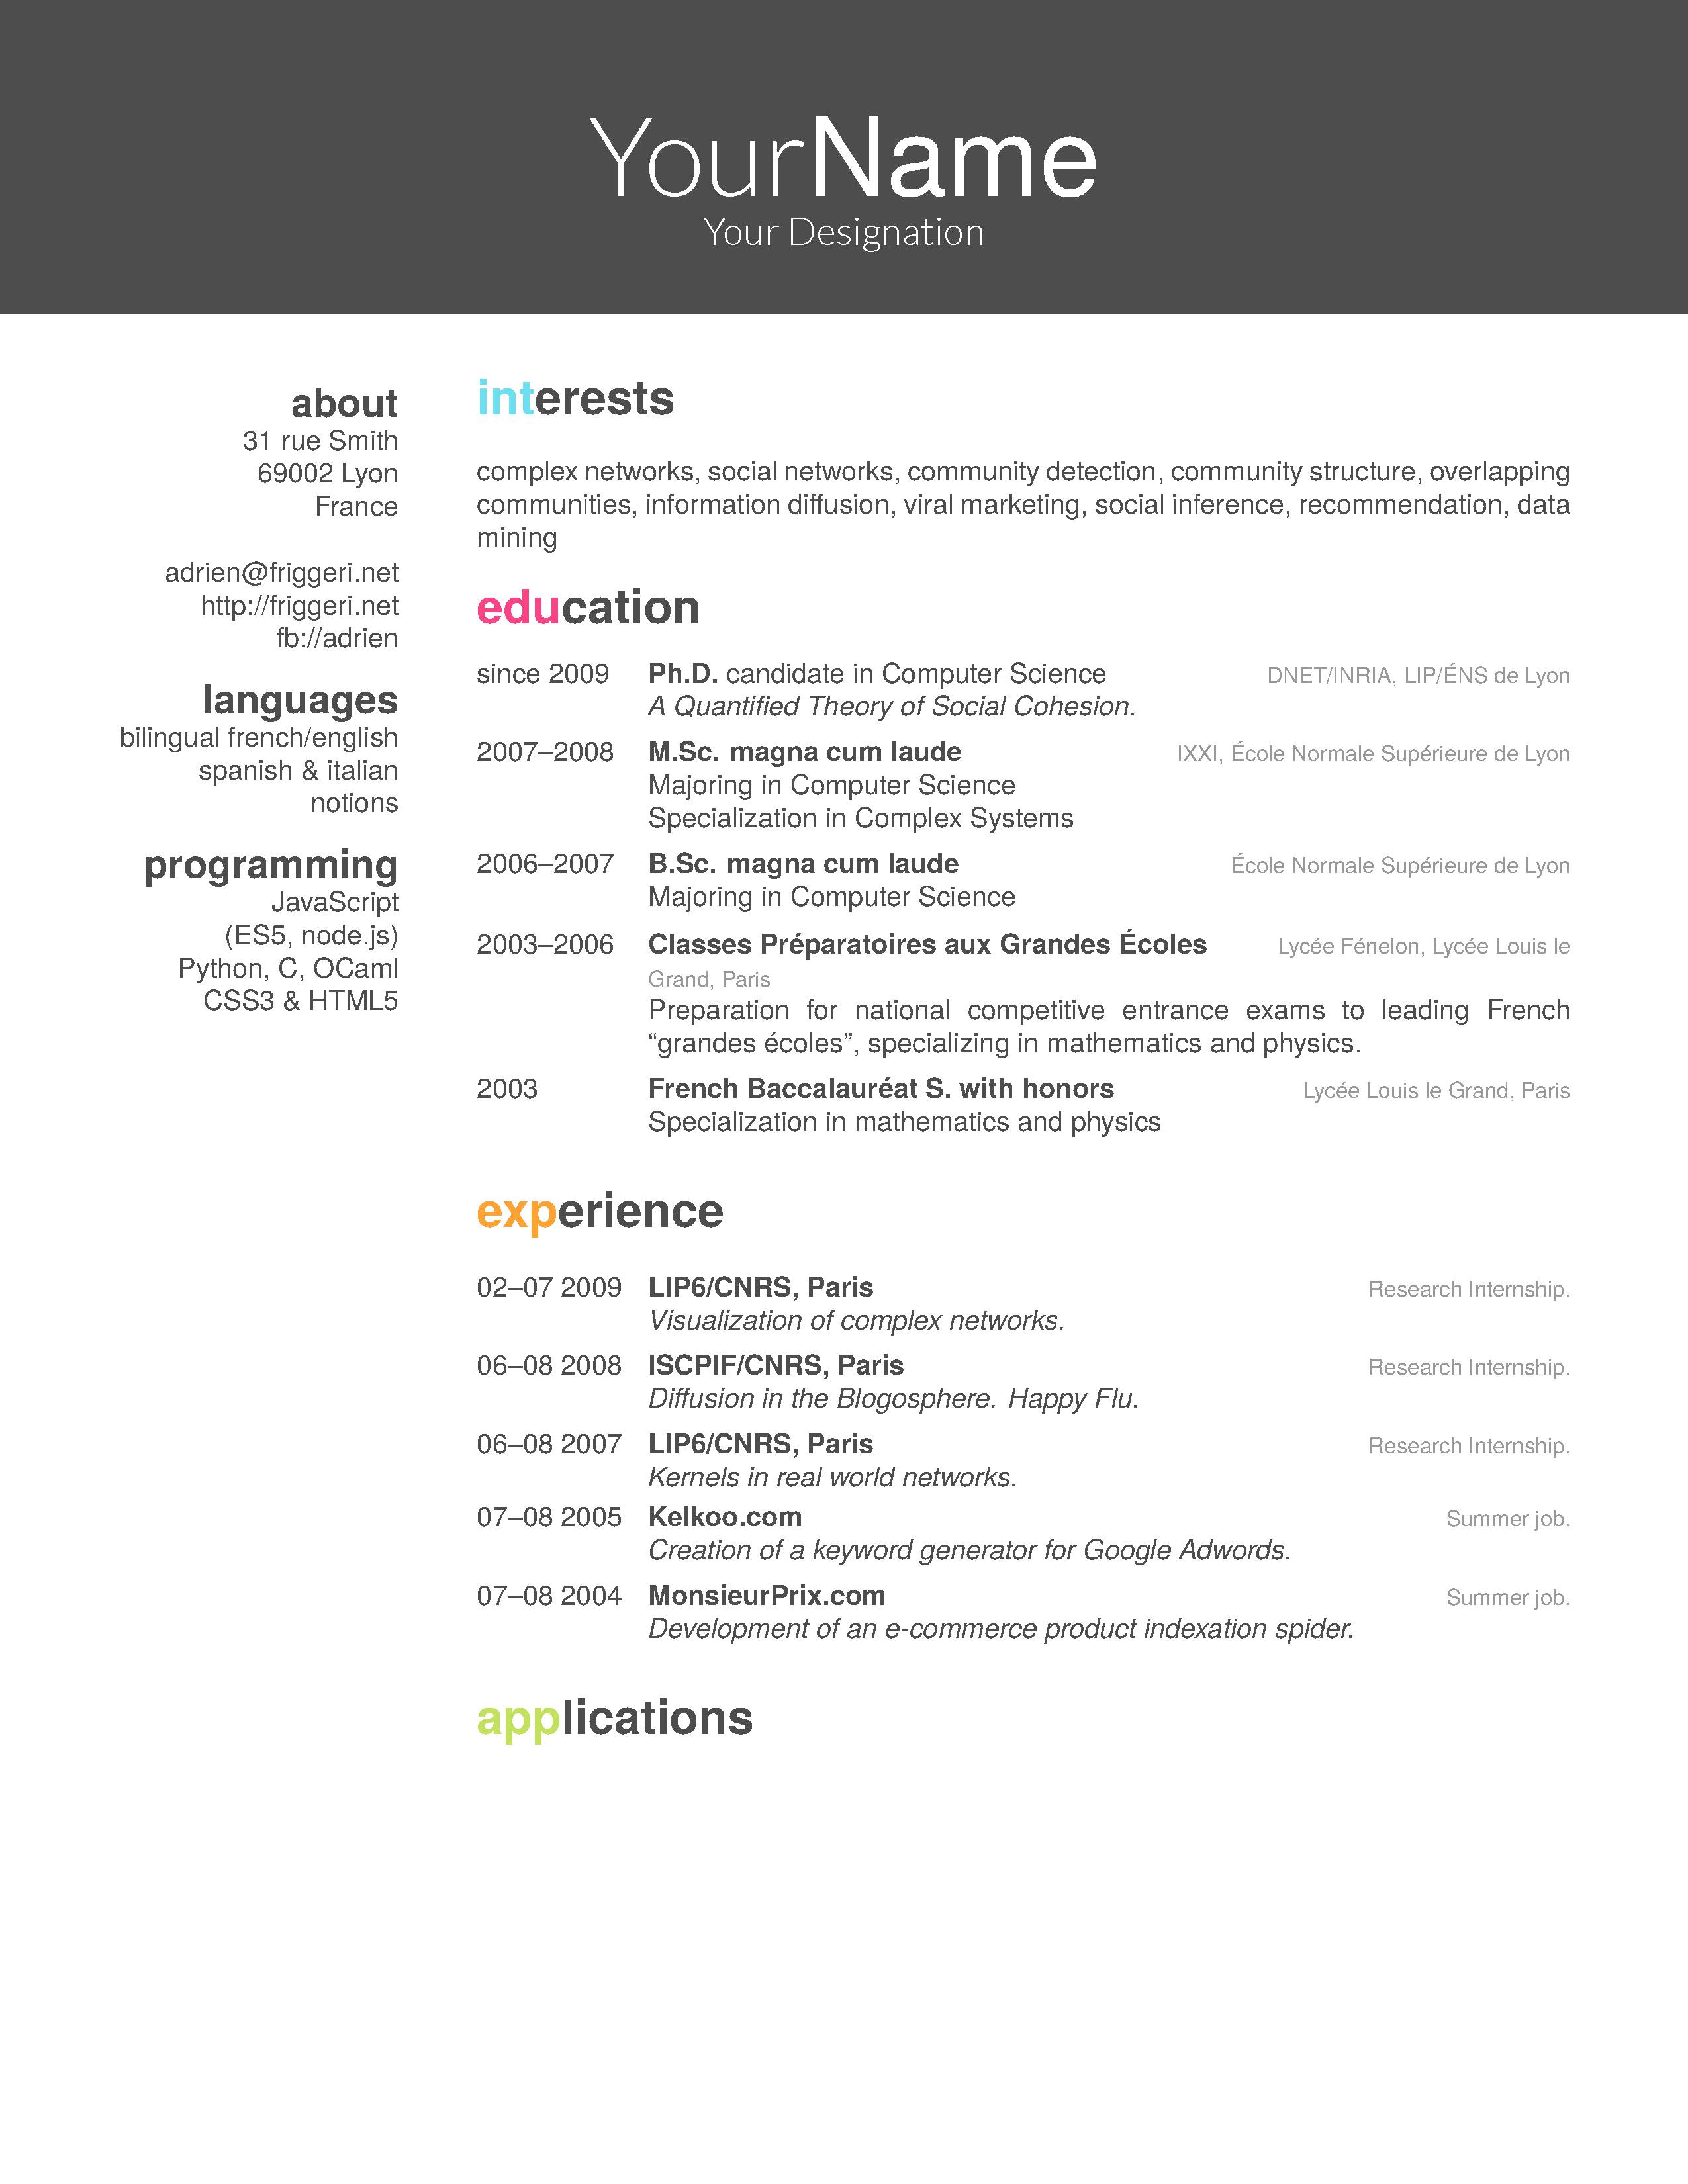 YourName
Your Designation
about
31 rue Smith
69002 Lyon
France
adrien@friggeri.net
http://friggeri.net
fb://adrien
languages
bilingual french/english
spanish & italian
notions
programming
JavaScript
(ES5, node.js)
Python, C, OCaml
CSS3 & HTML5
interests
complex networks, social networks, community detection, community structure, overlapping
communities, information diffusion, viral marketing, social inference, recommendation, data
mining
education
since 2009 Ph.D. candidate in Computer Science DNET/INRIA, LIP/ÉNS de Lyon
A Quantified Theory of Social Cohesion.
2007–2008 M.Sc. magna cum laude IXXI, École Normale Supérieure de Lyon
Majoring in Computer Science
Specialization in Complex Systems
2006–2007 B.Sc. magna cum laude École Normale Supérieure de Lyon
Majoring in Computer Science
2003–2006 Classes Préparatoires aux Grandes Écoles Lycée Fénelon, Lycée Louis le
Grand, Paris
Preparation for national competitive entrance exams to leading French
“grandes écoles”, specializing in mathematics and physics.
2003 French Baccalauréat S. with honors Lycée Louis le Grand, Paris
Specialization in mathematics and physics
experience
02–07 2009 LIP6/CNRS, Paris Research Internship.
Visualization of complex networks.
06–08 2008 ISCPIF/CNRS, Paris Research Internship.
Diffusion in the Blogosphere. Happy Flu.
06–08 2007 LIP6/CNRS, Paris Research Internship.
Kernels in real world networks.
07–08 2005 Kelkoo.com Summer job.
Creation of a keyword generator for Google Adwords.
07–08 2004 MonsieurPrix.com Summer job.
Development of an e-commerce product indexation spider.
applications